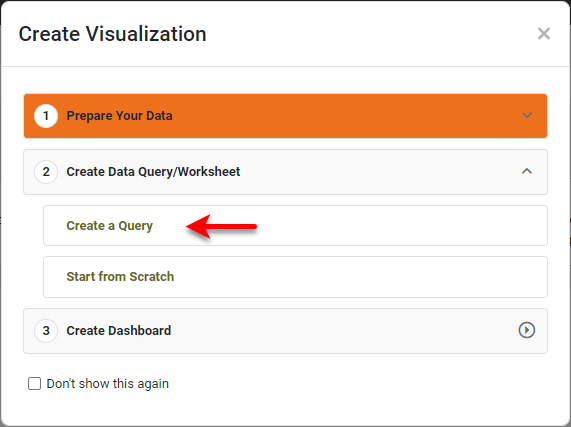 Create Visualization
1 Prepare Your Data
2 Create Data Query/Worksheet
Create a Query
Start from Scratch
3 Create Dashboard
Don't show this again